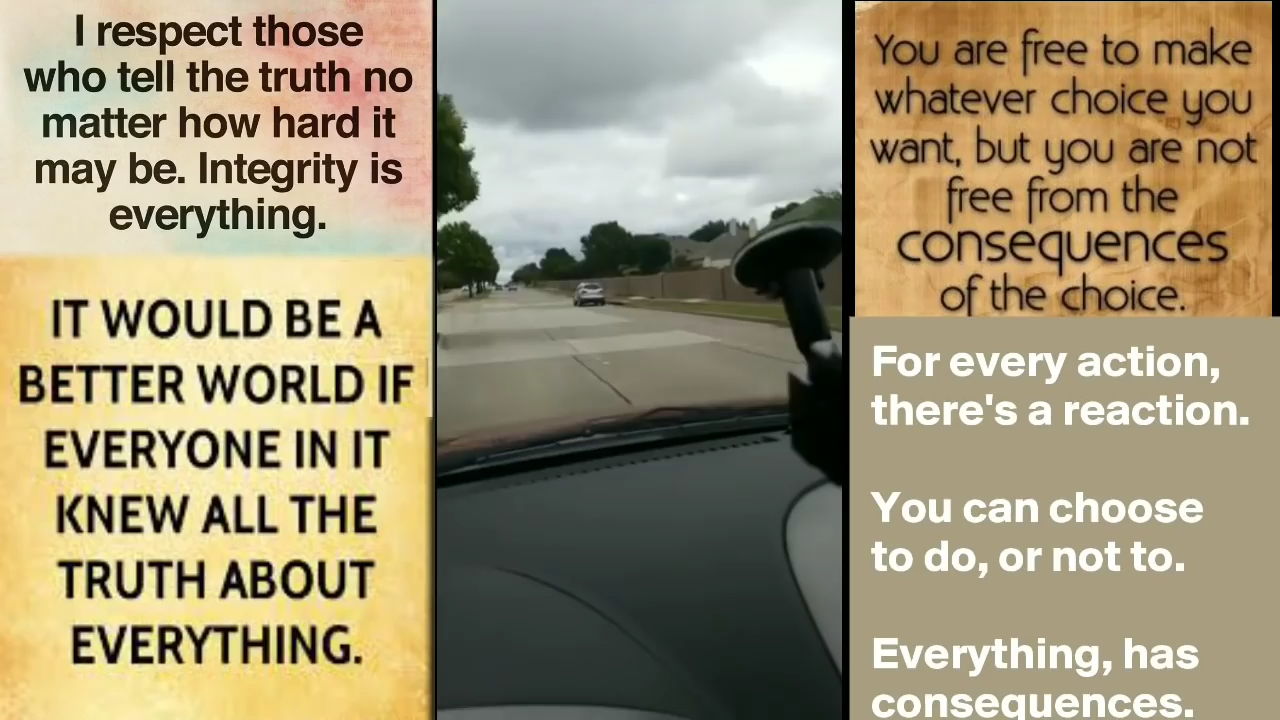 I respect those
who tell the truth no
matter how hard it
may be. Integrity is
everything.
IT WOULD BE A
BETTER WORLD IF
EVERYONE IN IT
KNEW ALL THE
TRUTH ABOUT
EVERYTHING.
You are free to make
whatever choice you
want, but you are not
free from the
consequences
of the choice.
For every action,
there's a reaction.
You can choose
to do, or not to.
Everything, has
consequences.